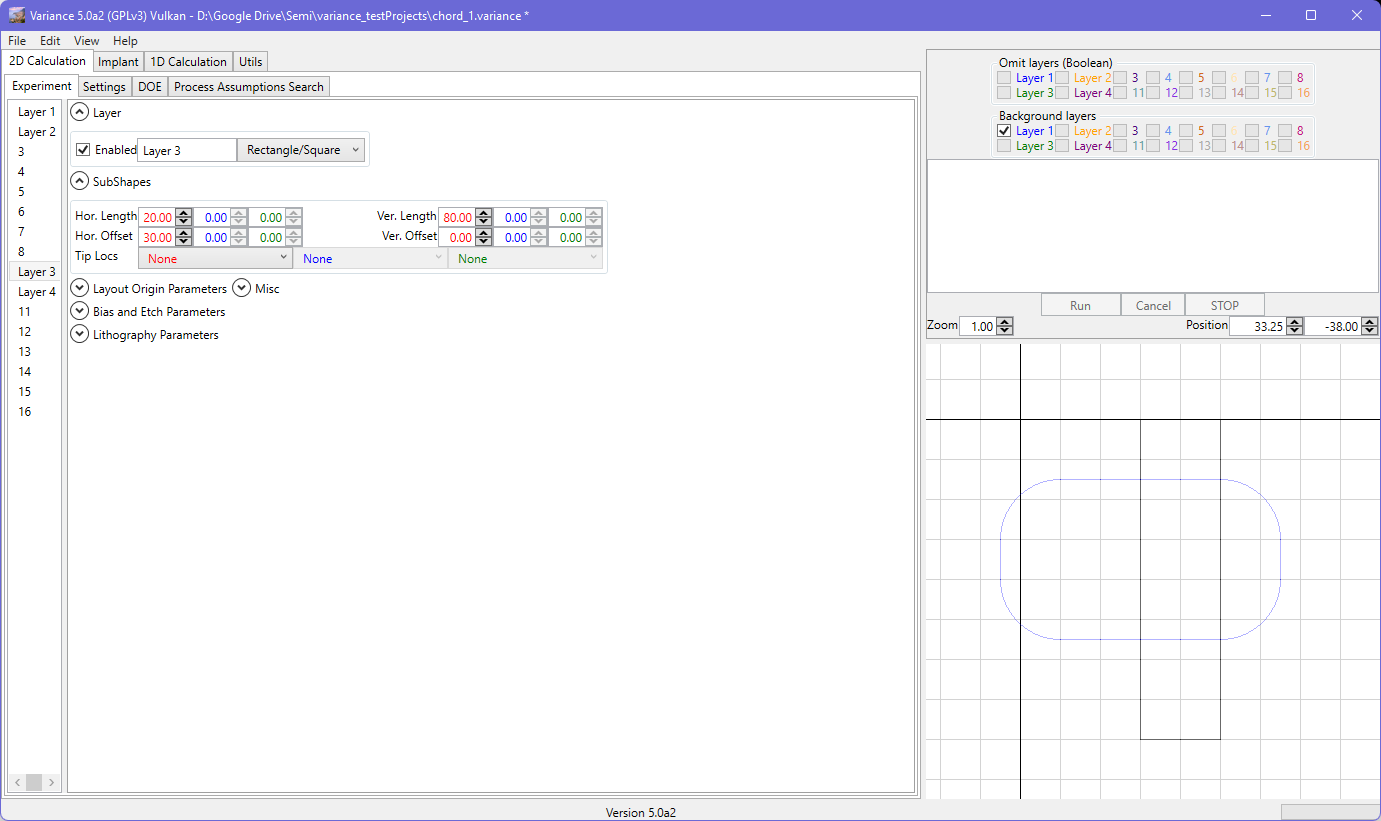 Variance 5.0a2 (GPLv3) Vulkan - D:\Google Drive\Semi\variance_testProjects\chord_1.variance *
File Edit View Help
2D Calculation Implant 1D Calculation Utils
Experiment Settings DOE Process Assumptions Search
Layer 1
Layer 2
3
4
5
6
7
8
Layer 3
Layer 4
11
12
13
14
15
16
Layer
Enabled Layer 3 Rectangle/Square
SubShapes
Hor. Length 20.00 0.00 0.00 Ver. Length 80.00 0.00 0.00
Hor. Offset 30.00 0.00 0.00 Ver. Offset 0.00 0.00 0.00
Tip Locs None None None
Layout Origin Parameters Misc
Bias and Etch Parameters
Lithography Parameters
Omit layers (Boolean)
Layer 1 Layer 2 3 4 5 6 7 8
Layer 3 Layer 4 11 12 13 14 15 16
Background layers
Layer 1 Layer 2 3 4 5 6 7 8
Layer 3 Layer 4 11 12 13 14 15 16
Run Cancel STOP
Zoom 1.00 Position 33.25 -38.00
Version 5.0a2